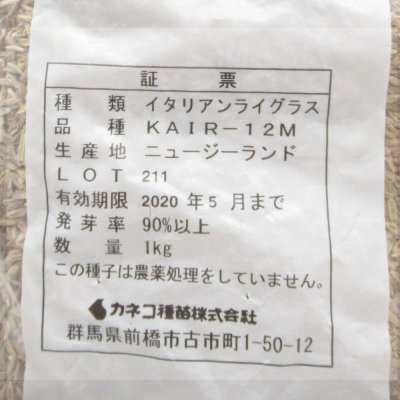 証 票
種 類 イタリアンライグラス
品 種 KAIR-12M
生産地 ニュージーランド
LOT 211
有効期限 2020 年5 月まで
発芽率 90%以上
数 量 1kg
この種子は農薬処理をしていません。
カネコ種苗株式会社
群馬県前橋市古市町1-50-12